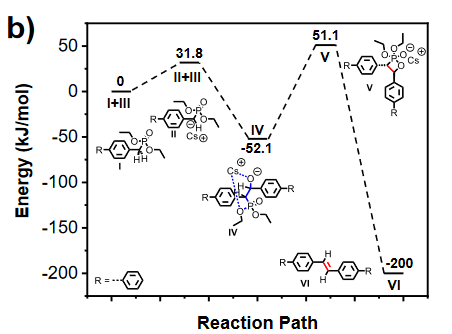 b)
Energy (kJ/mol)
50
0
-50
-100
-150
-200
0
I+III
31.8
II+III
IV
-52.1
51.1
V
-200
VI
R
P
O
O
O
H
H
I
R
P
O
O
O
H
⊖
Cs
⊕
II
Cs
⊕
O
⊖
H
H
R
R
P
O
O
O
IV
O
O
P
O
⊖
Cs
⊕
R
R
V
R
H
H
R
VI
R =
Reaction Path